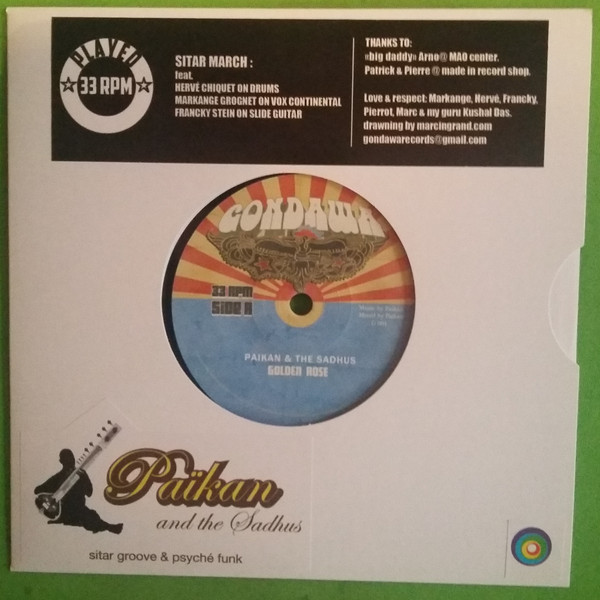 PLAYED
33 RPM
SITAR MARCH :
feat.
HERVÉ CHIQUET ON DRUMS
MARKANGE GROGNET ON VOX CONTINENTAL
FRANCKY STEIN ON SLIDE GUITAR
THANKS TO:
«big daddy» Arno@ MAO center.
Patrick & Pierre @ made in record shop.
Love & respect: Markange, Hervé, Francky,
Pierrot, Marc & my guru Kushal Das.
drawning by marcingrand.com
gondawarecords@gmail.com
GONDAWA
33 RPM
Side A
PAIKAN & THE SADHUS
GOLDEN ROSE
Païkan
and the Sadhus
sitar groove & psyché funk